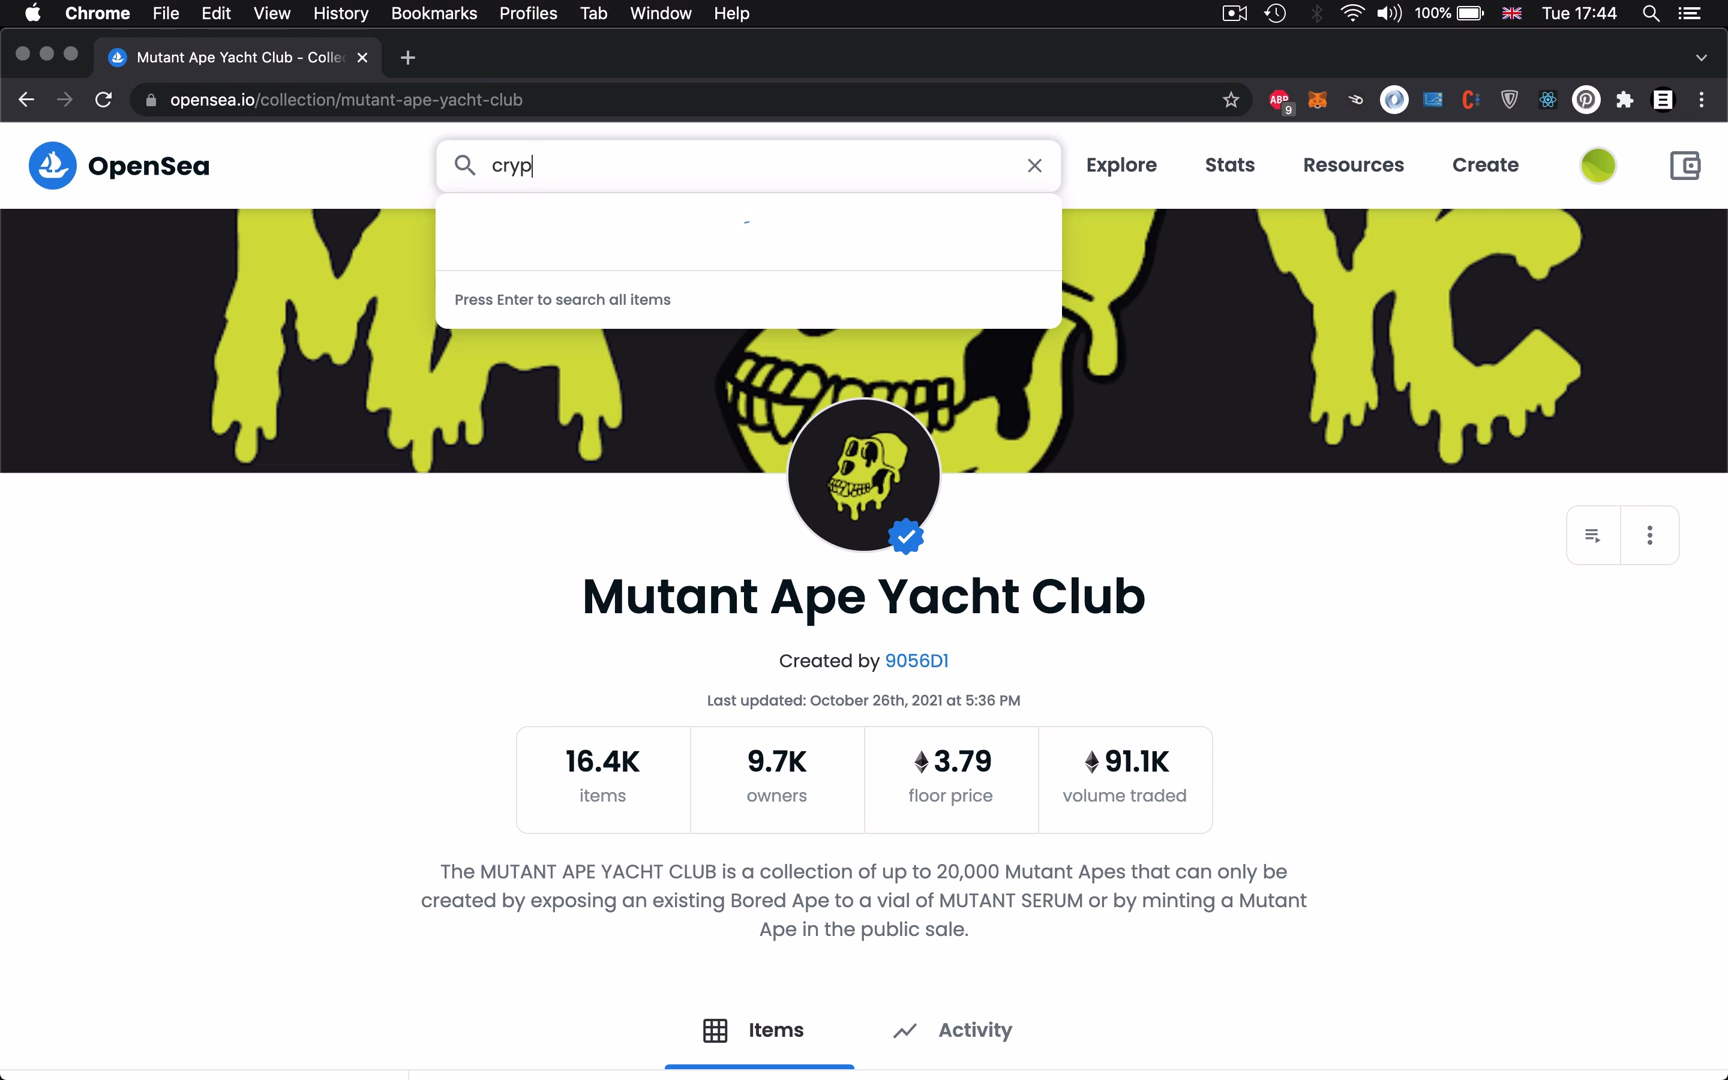 Chrome File Edit View History Bookmarks Profiles Tab Window Help 100% Tue 17:44
Mutant Ape Yacht Club - Colle
opensea.io/collection/mutant-ape-yacht-club
ABP 9
OpenSea
cryp
Explore Stats Resources Create
Press Enter to search all items
Mutant Ape Yacht Club
Created by 9056D1
Last updated: October 26th, 2021 at 5:36 PM
16.4K 9.7K 3.79 91.1K
items owners floor price volume traded
The MUTANT APE YACHT CLUB is a collection of up to 20,000 Mutant Apes that can only be
created by exposing an existing Bored Ape to a vial of MUTANT SERUM or by minting a Mutant
Ape in the public sale.
Items Activity